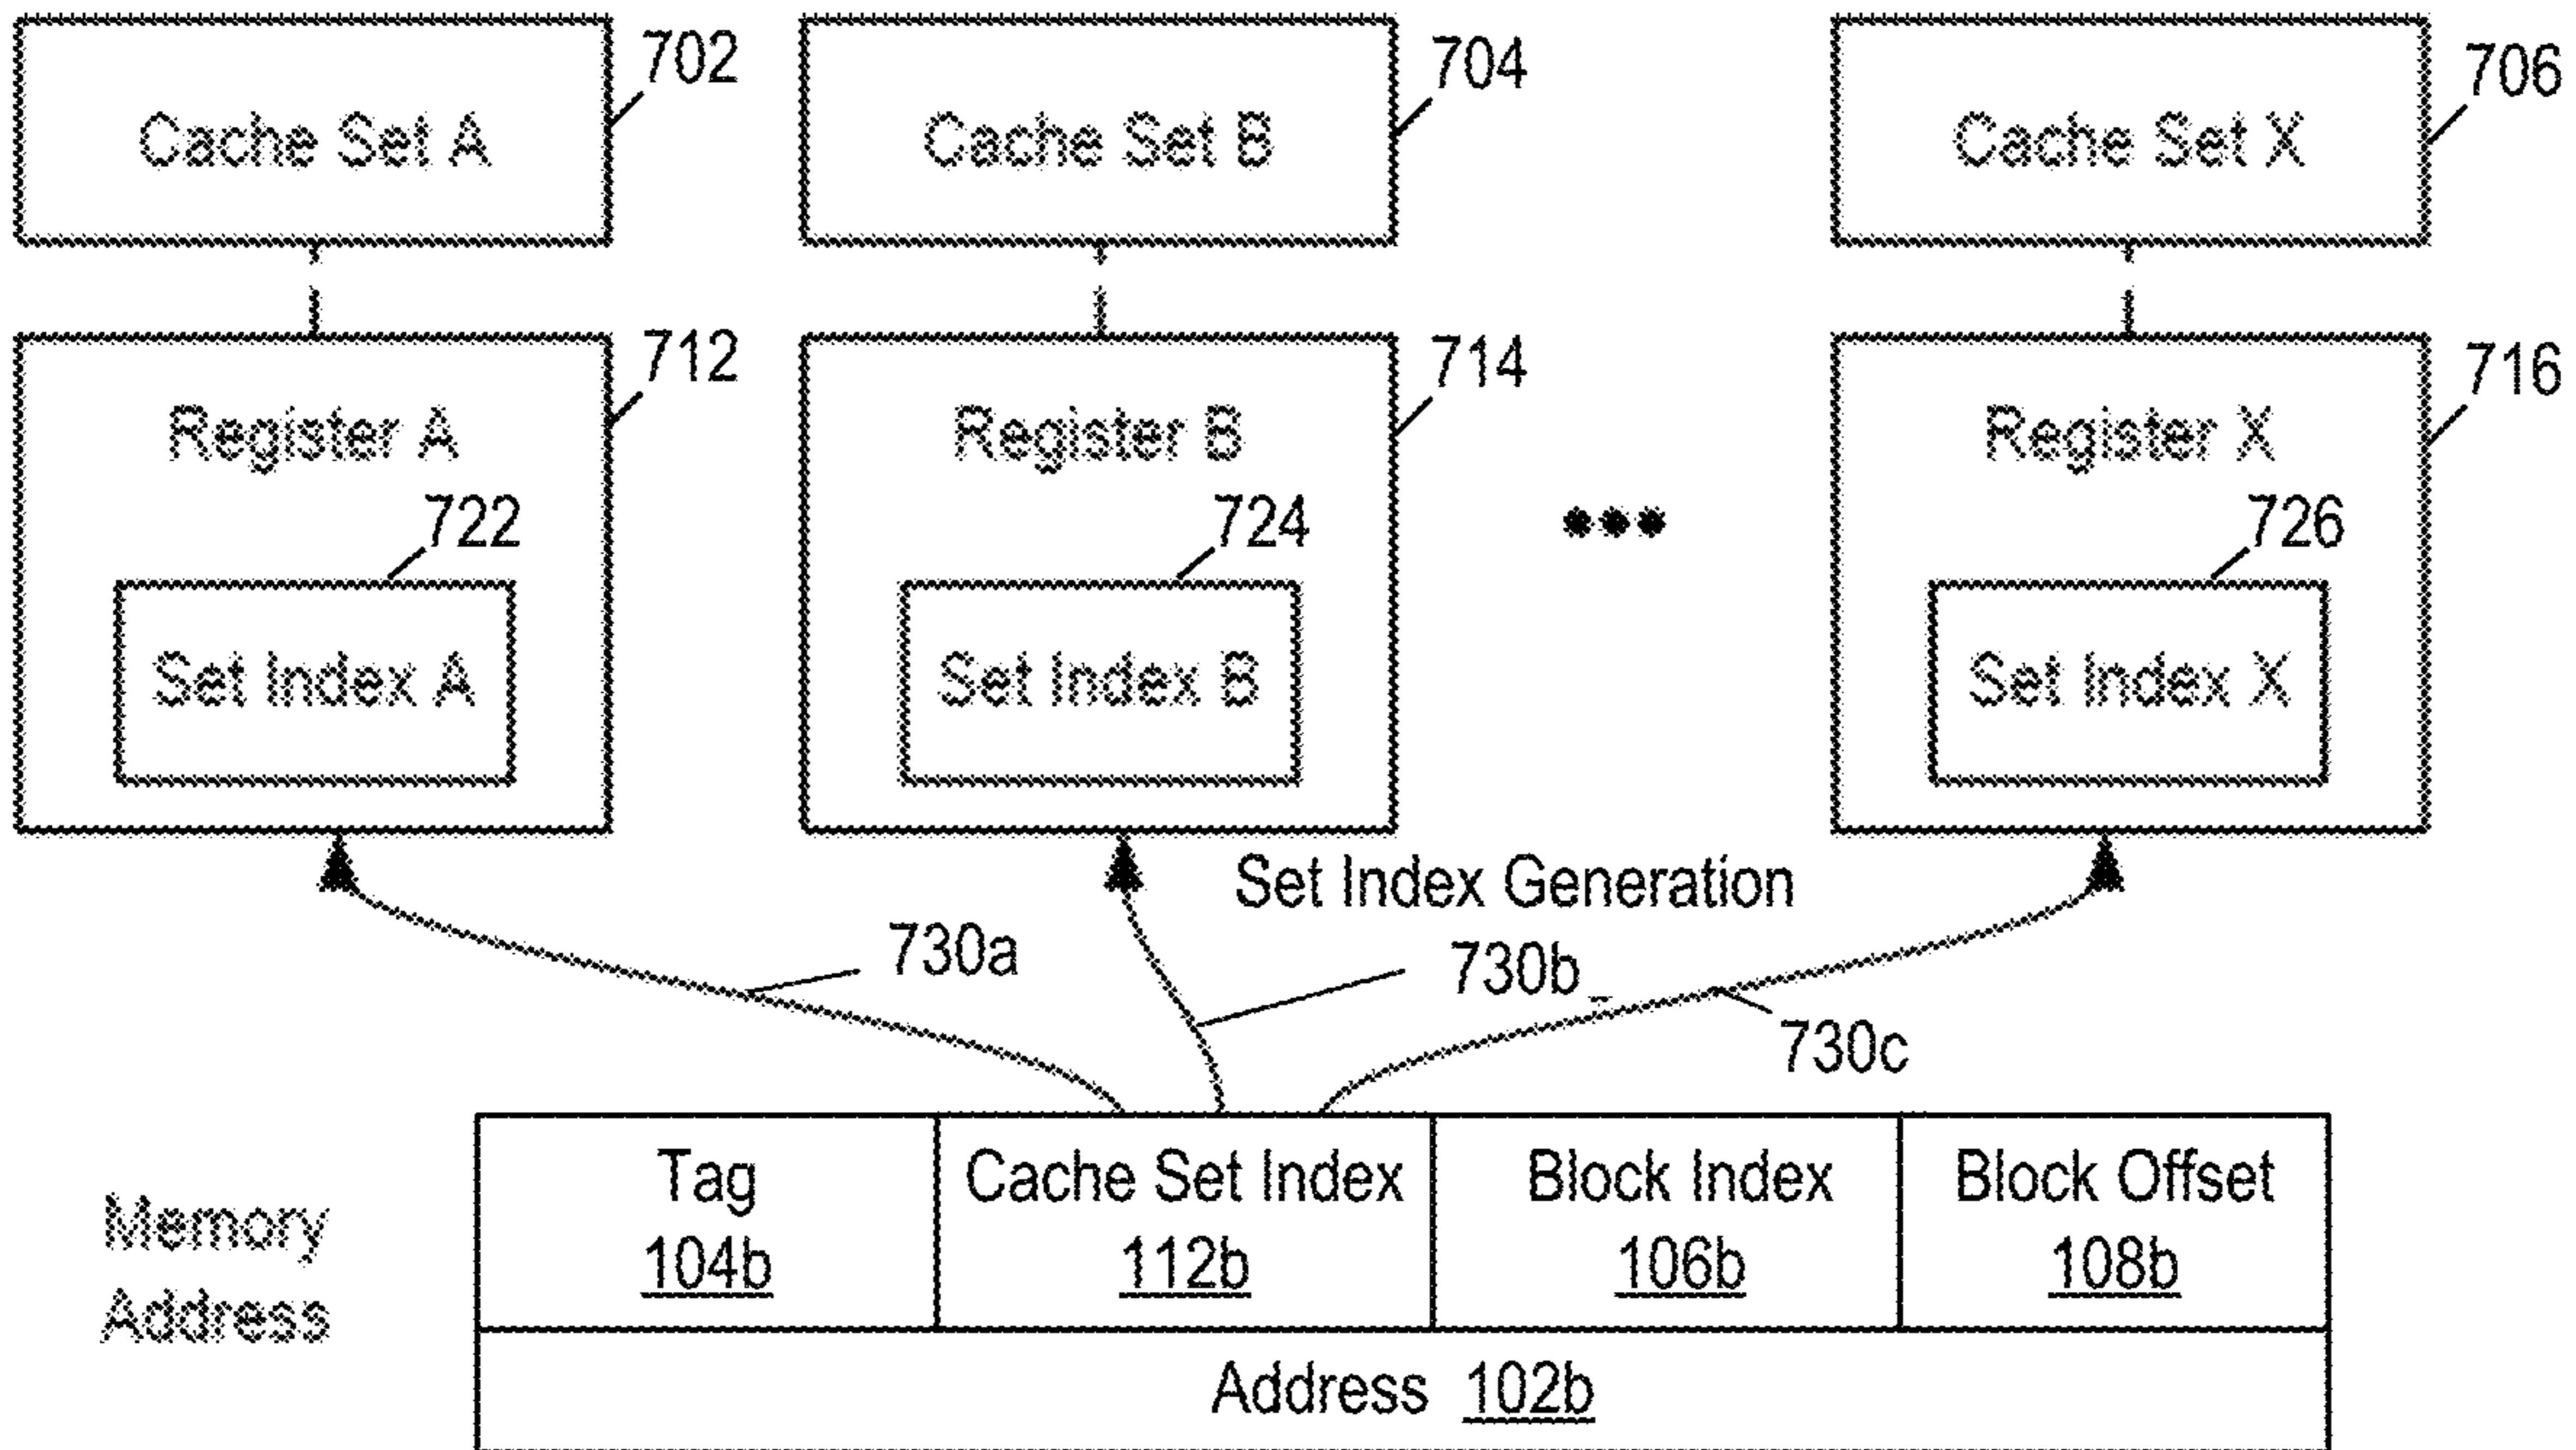 702
704
706
Cache Set A
Cache Set B
Cache Set X
712
714
716
Register A
Register B
Register X
722
724
726
Set Index A
Set Index B
Set Index X
Set Index Generation
730a
730b
730c
Memory
Address
Tag
104b
Cache Set Index
112b
Block Index
106b
Block Offset
108b
Address 102b